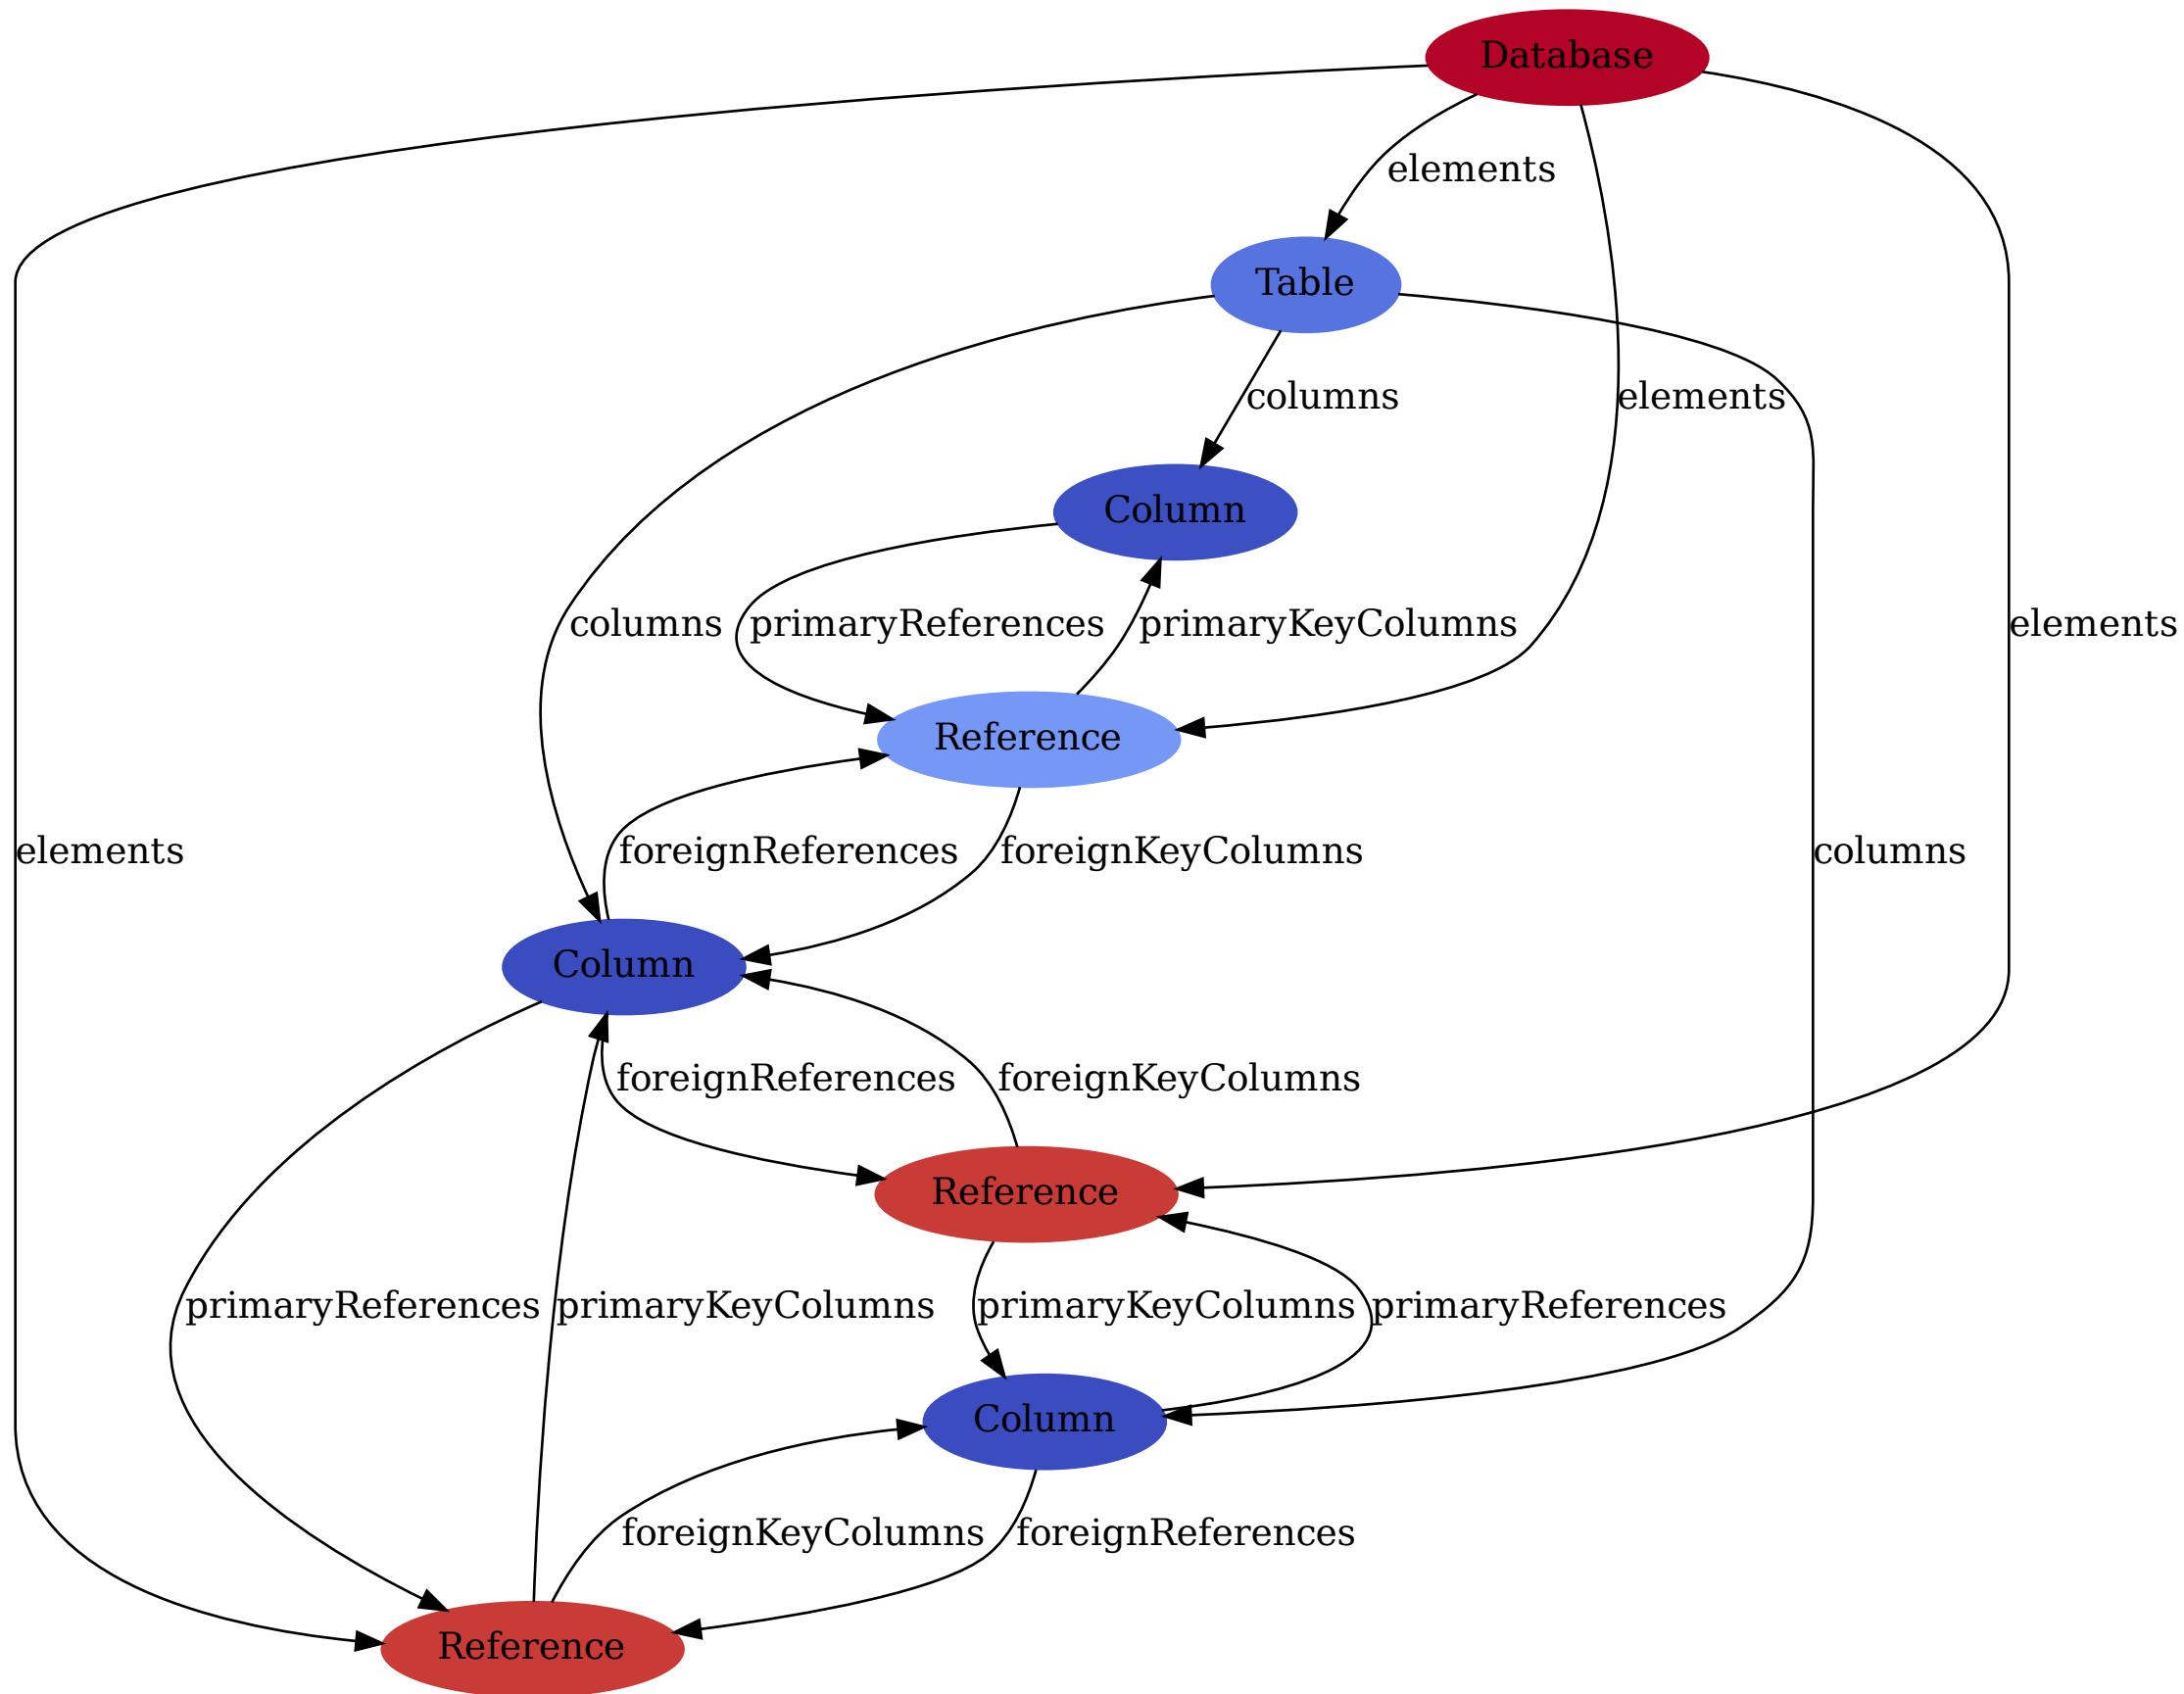 Database
elements
Table
columns
elements
Column
columns
primaryReferences
primaryKeyColumns
elements
Reference
elements
foreignReferences
foreignKeyColumns
columns
Column
foreignReferences
foreignKeyColumns
Reference
primaryReferences
primaryKeyColumns
primaryKeyColumns
primaryReferences
Column
foreignKeyColumns
foreignReferences
Reference